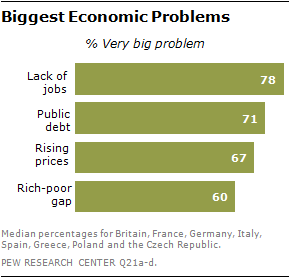 Biggest Economic Problems
% Very big problem
Lack of
jobs
78
Public
debt
71
Rising
prices
67
Rich-poor
gap
60
Median percentages for Britain, France, Germany, Italy,
Spain, Greece, Poland and the Czech Republic.
PEW RESEARCH CENTER Q21a-d.